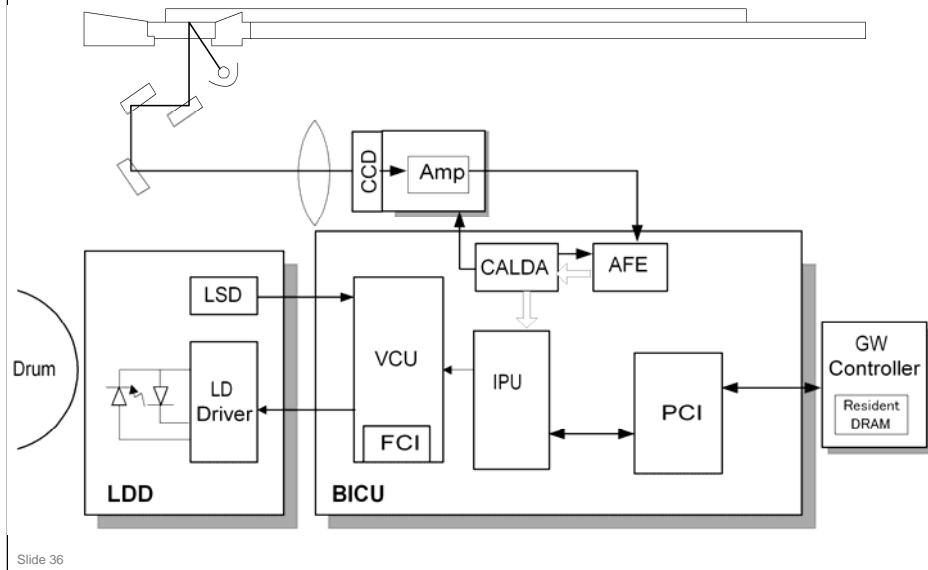 CCD
Amp
CALDA
AFE
LSD
VCU
IPU
GW
Controller
Drum
LD
Driver
PCI
Resident
DRAM
FCI
LDD
BICU
Slide 36